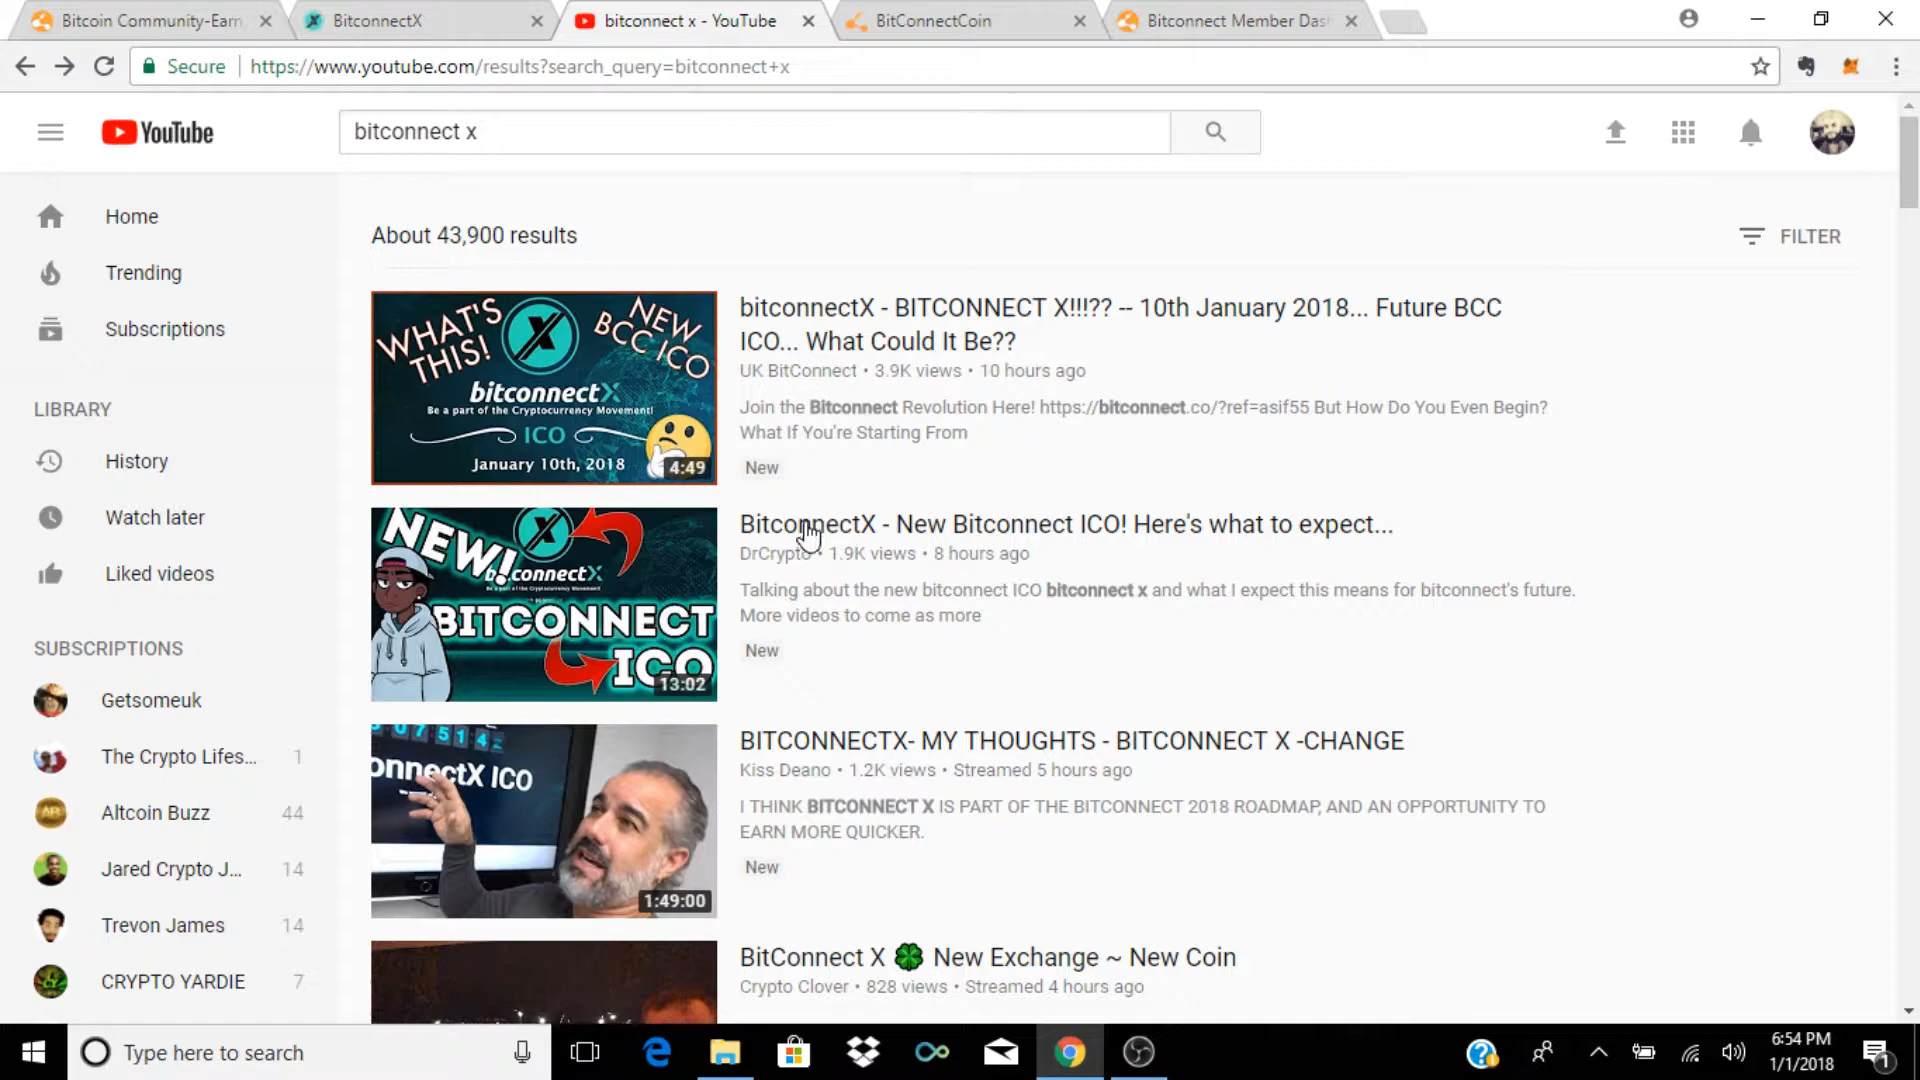 Bitcoin Community-Earn
BitconnectX
bitconnect x - YouTube
BitConnectCoin
Bitconnect Member Das
Secure
https://www.youtube.com/results?search_query=bitconnect+x
YouTube
bitconnect x
Home
Trending
Subscriptions
LIBRARY
History
Watch later
Liked videos
SUBSCRIPTIONS
Getsomeuk
The Crypto Lifes... 1
Altcoin Buzz 44
Jared Crypto J... 14
Trevon James 14
CRYPTO YARDIE 7
About 43,900 results
FILTER
WHAT'S THIS!
NEW BCC ICO
bitconnectX
Be a part of the Cryptocurrency Movement!
ICO
January 10th, 2018
4:49
bitconnectX - BITCONNECT X!!!?? -- 10th January 2018... Future BCC
ICO... What Could It Be??
UK BitConnect • 3.9K views • 10 hours ago
Join the Bitconnect Revolution Here! https://bitconnect.co/?ref=asif55 But How Do You Even Begin?
What If You're Starting From
New
NEW!
connectX
BITCONNECT
ICO
13:02
BitconnectX - New Bitconnect ICO! Here's what to expect...
DrCrypto • 1.9K views • 8 hours ago
Talking about the new bitconnect ICO bitconnect x and what I expect this means for bitconnect's future.
More videos to come as more
New
onnectX ICO
1:49:00
BITCONNECTX- MY THOUGHTS - BITCONNECT X -CHANGE
Kiss Deano • 1.2K views • Streamed 5 hours ago
I THINK BITCONNECT X IS PART OF THE BITCONNECT 2018 ROADMAP, AND AN OPPORTUNITY TO
EARN MORE QUICKER.
New
BitConnect X 🍀 New Exchange ~ New Coin
Crypto Clover • 828 views • Streamed 4 hours ago
Type here to search
6:54 PM
1/1/2018
1